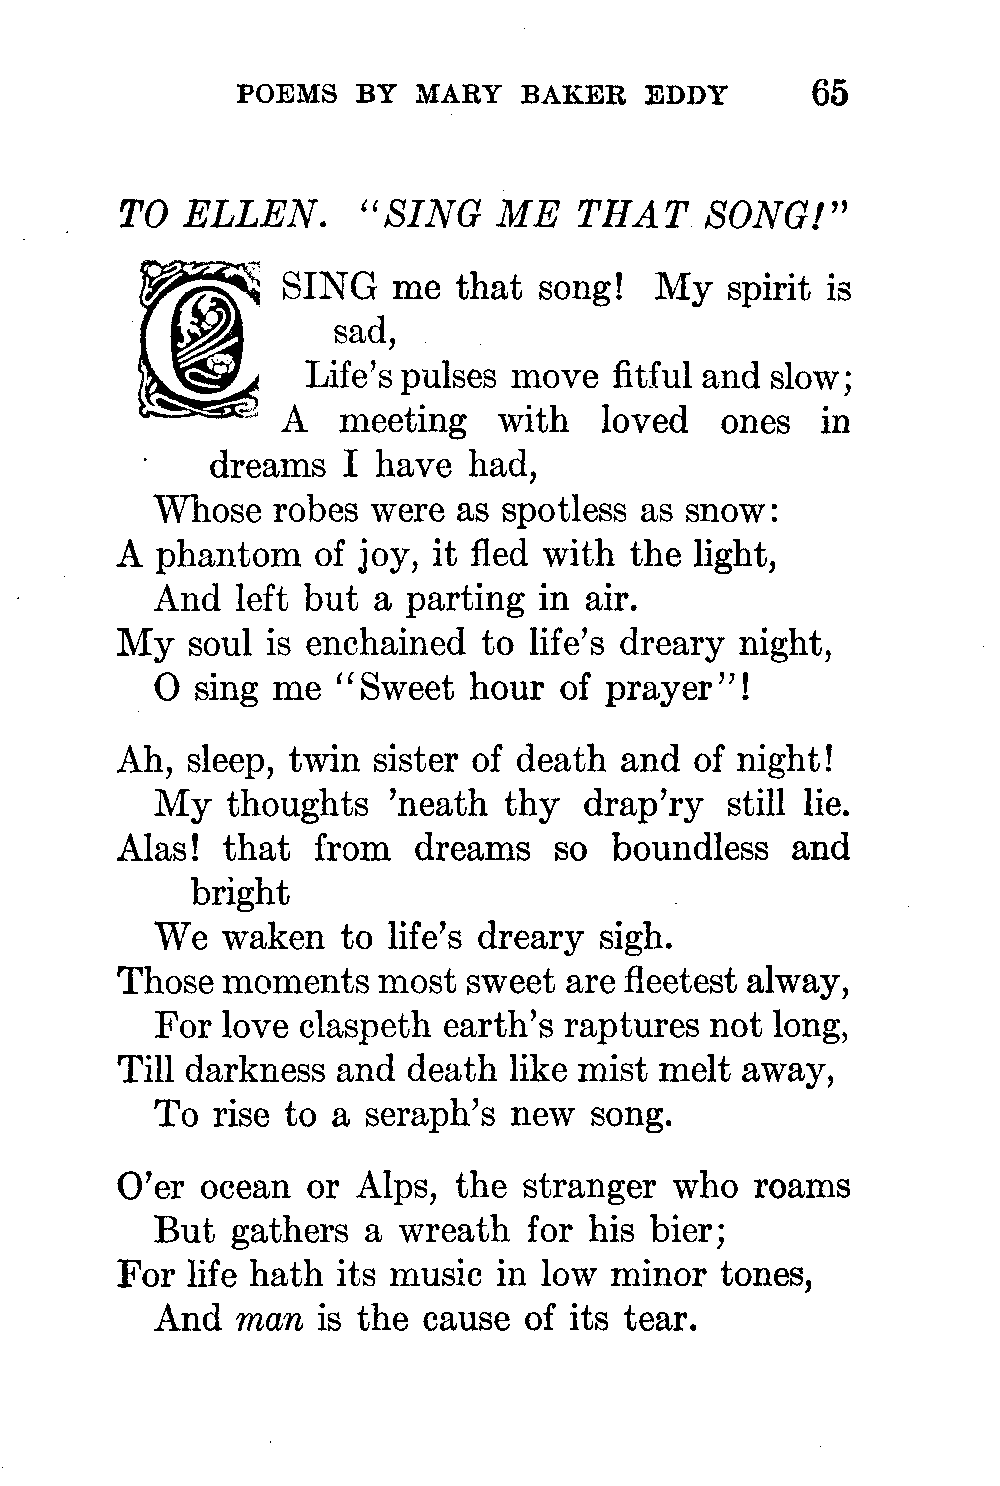 POEMS BY MARY BAKER EDDY 65
TO ELLEN. "SING ME THAT SONG!"
O SING me that song! My spirit is
sad,
Life's pulses move fitful and slow;
A meeting with loved ones in
dreams I have had,
Whose robes were as spotless as snow:
A phantom of joy, it fled with the light,
And left but a parting in air.
My soul is enchained to life's dreary night,
O sing me "Sweet hour of prayer"!
Ah, sleep, twin sister of death and of night!
My thoughts 'neath thy drap'ry still lie.
Alas! that from dreams so boundless and
bright
We waken to life's dreary sigh.
Those moments most sweet are fleetest alway,
For love claspeth earth's raptures not long,
Till darkness and death like mist melt away,
To rise to a seraph's new song.
O'er ocean or Alps, the stranger who roams
But gathers a wreath for his bier;
For life hath its music in low minor tones,
And man is the cause of its tear.